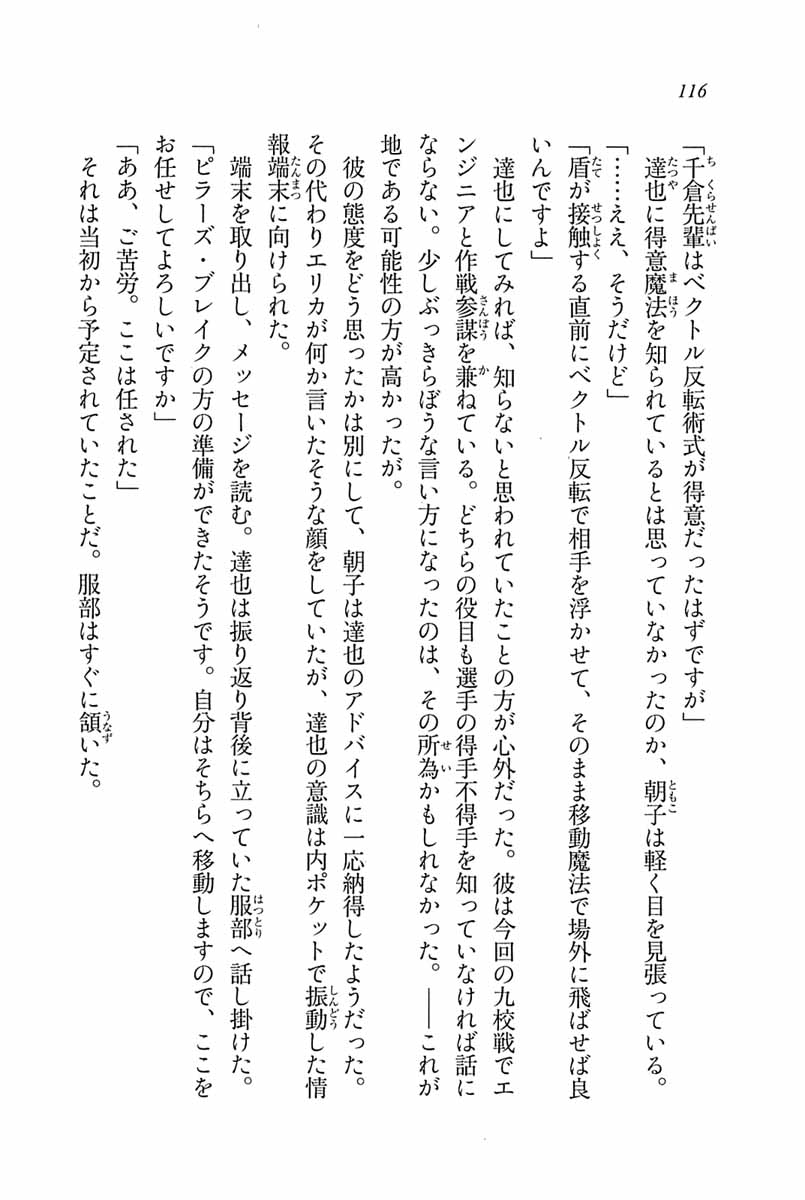 116
「千倉先輩はベクトル反転術式が得意だったはずですが」
達也に得意魔法を知られているとは思っていなかったのか、朝子は軽く目を見張っている。
「……ええ、そうだけど」
「盾が接触する直前にベクトル反転で相手を浮かせて、そのまま移動魔法で場外に飛ばせば良
いんですよ」
達也にしてみれば、知らないと思われていたことの方が心外だった。彼は今回の九校戦でエ
ンジニアと作戦参謀を兼ねている。どちらの役目も選手の得手不得手を知っていなければ話に
ならない。少しぶっきらぼうな言い方になったのは、その所為かもしれなかった。――これが
地である可能性の方が高かったが。
彼の態度をどう思ったかは別にして、朝子は達也のアドバイスに一応納得したようだった。
その代わりエリカが何か言いたそうな顔をしていたが、達也の意識は内ポケットで振動した情
報端末に向けられた。
端末を取り出し、メッセージを読む。達也は振り返り背後に立っていた服部へ話し掛けた。
「ピラーズ・ブレイクの方の準備ができたそうです。自分はそちらへ移動しますので、ここを
お任せしてよろしいですか」
「ああ、ご苦労。ここは任された」
それは当初から予定されていたことだ。服部はすぐに頷いた。